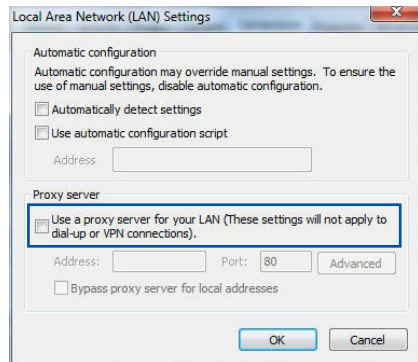 Local Area Network (LAN) Settings
Automatic configuration
Automatic configuration may override manual settings. To ensure the
use of manual settings, disable automatic configuration.
Automatically detect settings
Use automatic configuration script
Address
Proxy server
Use a proxy server for your LAN (These settings will not apply to
dial-up or VPN connections).
Address: Port: 80 Advanced
Bypass proxy server for local addresses
OK Cancel